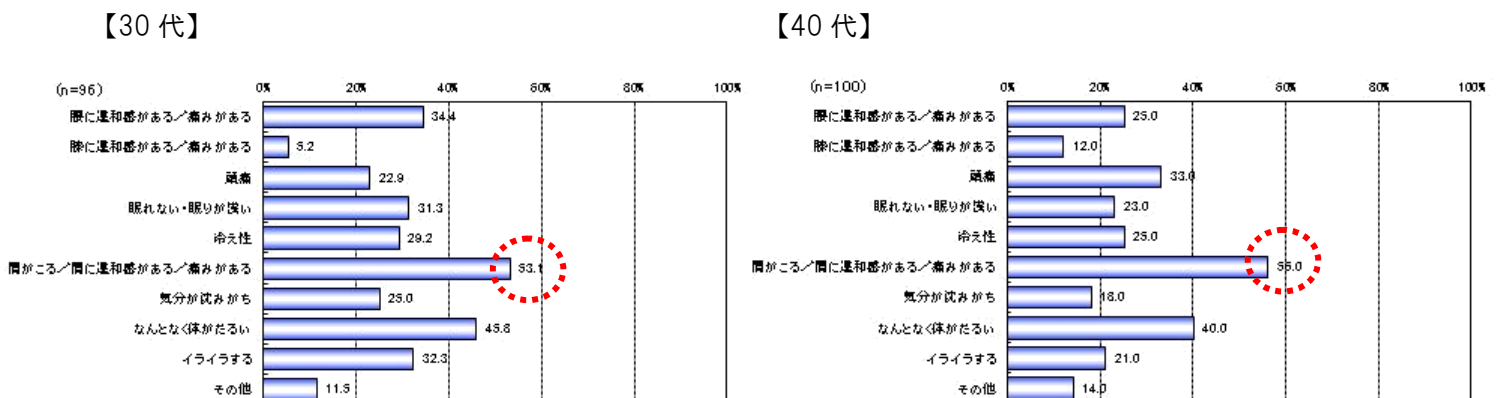 【30 代】
(n=96)
0% 20% 40% 60% 80% 100%
腰に違和感がある／痛みがある 34.4
膝に違和感がある／痛みがある 5.2
頭痛 22.9
眠れない・眠りが浅い 31.3
冷え性 29.2
肩がこる／肩に違和感がある／痛みがある 53.1
気分が沈みがち 25.0
なんとなく体がだるい 45.8
イライラする 32.3
その他 11.5
【40 代】
(n=100)
0% 20% 40% 60% 80% 100%
腰に違和感がある／痛みがある 25.0
膝に違和感がある／痛みがある 12.0
頭痛 33.0
眠れない・眠りが浅い 23.0
冷え性 25.0
肩がこる／肩に違和感がある／痛みがある 56.0
気分が沈みがち 18.0
なんとなく体がだるい 40.0
イライラする 21.0
その他 14.0